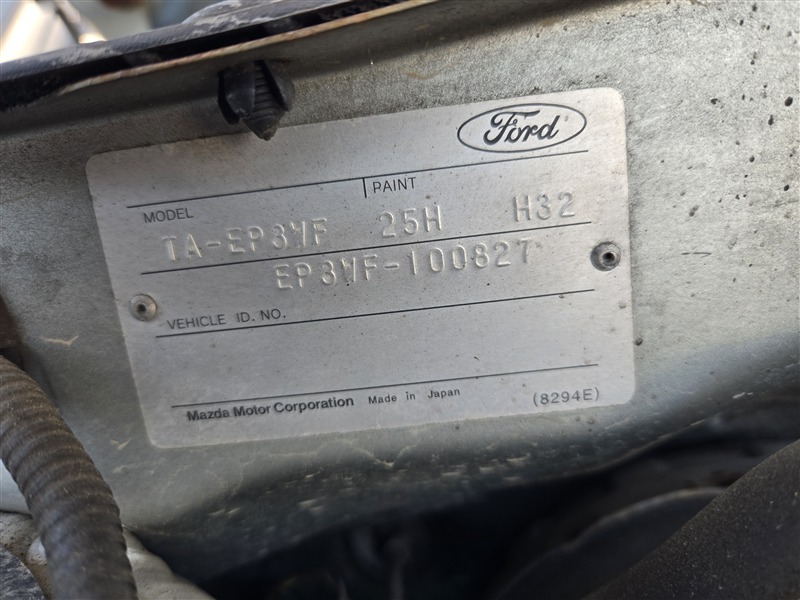 Ford
MODEL PAINT
TA-EP3WF 25H H32
EP3WF-100827
VEHICLE ID. NO.
Mazda Motor Corporation Made in Japan (8294E)